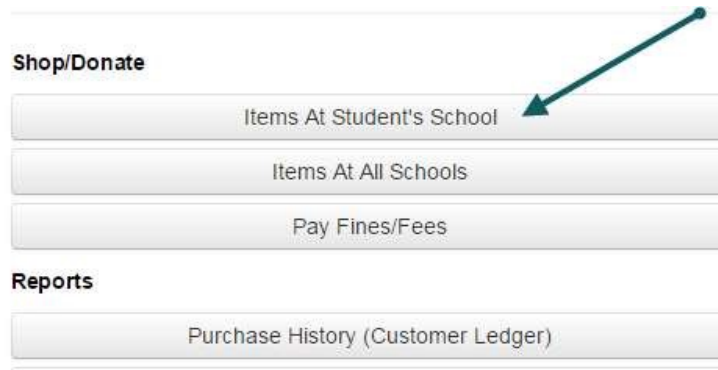 Shop/Donate
Items At Student's School
Items At All Schools
Pay Fines/Fees
Reports
Purchase History (Customer Ledger)